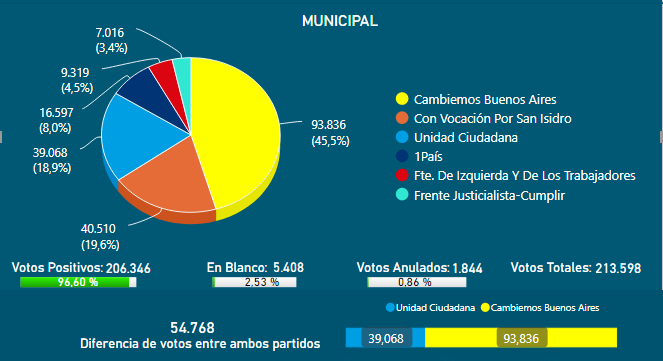 MUNICIPAL
7.016
(3,4%)
9.319
(4,5%)
16.597
(8,0%)
39.068
(18,9%)
40.510
(19,6%)
93.836
(45,5%)
Cambiemos Buenos Aires
Con Vocación Por San Isidro
Unidad Ciudadana
1País
Fte. De Izquierda Y De Los Trabajadores
Frente Justicialista-Cumplir
Votos Positivos: 206.346
96,60 %
En Blanco: 5.408
2,53 %
Votos Anulados: 1.844
0,86 %
Votos Totales: 213.598
54.768
Diferencia de votos entre ambos partidos
Unidad Ciudadana Cambiemos Buenos Aires
39,068 93,836